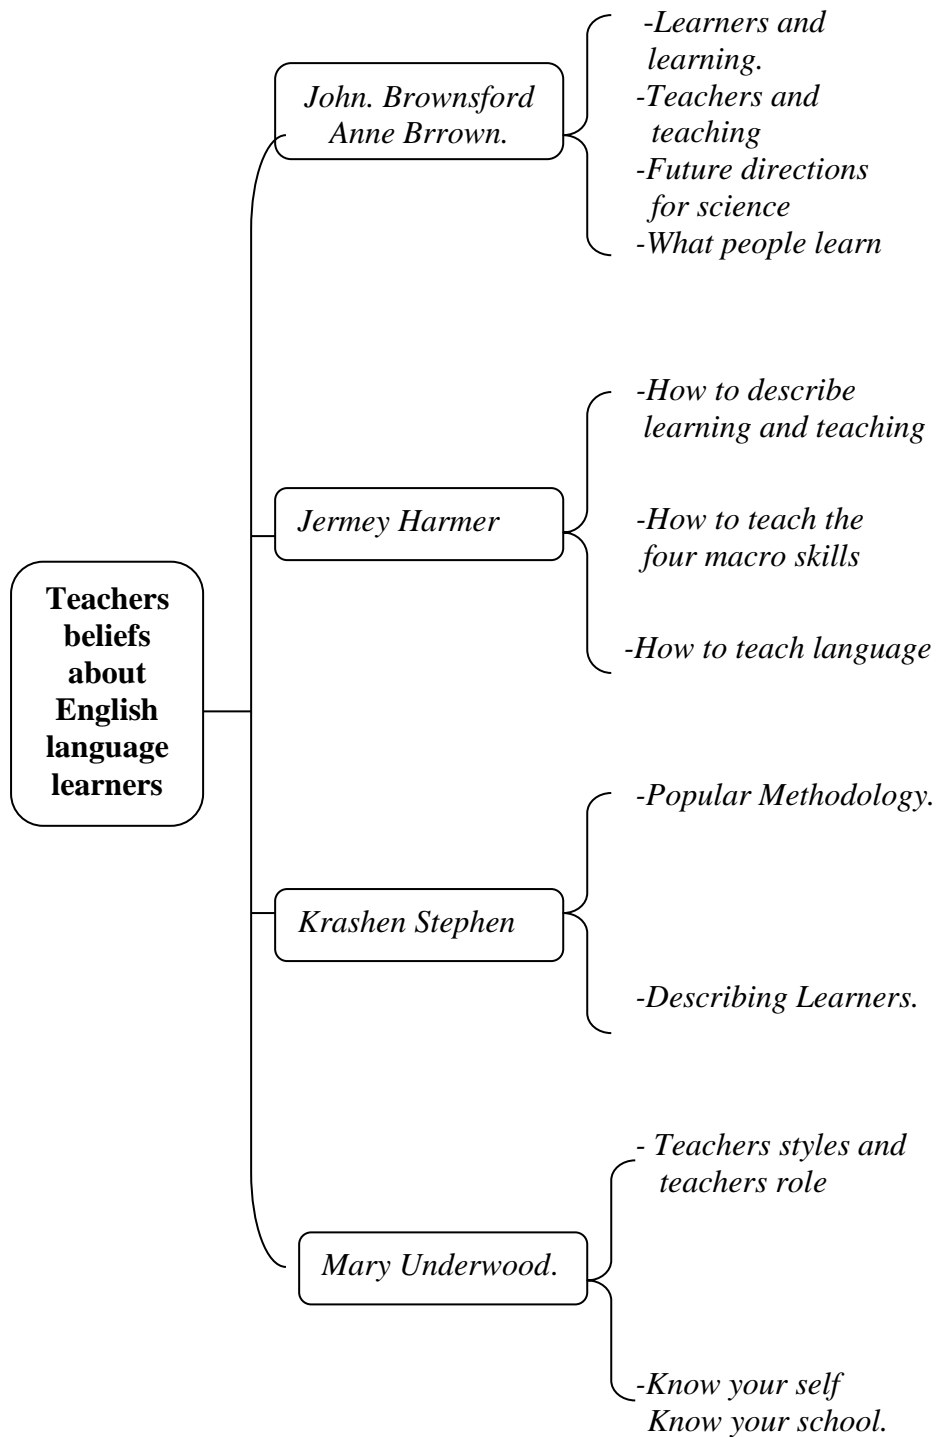 Teachers
beliefs
about
English
language
learners
John. Brownsford
Anne Brrown.
-Learners and
learning.
-Teachers and
teaching
-Future directions
for science
-What people learn
Jermey Harmer
-How to describe
learning and teaching
-How to teach the
four macro skills
-How to teach language
Krashen Stephen
-Popular Methodology.
-Describing Learners.
Mary Underwood.
- Teachers styles and
teachers role
-Know your self
Know your school.